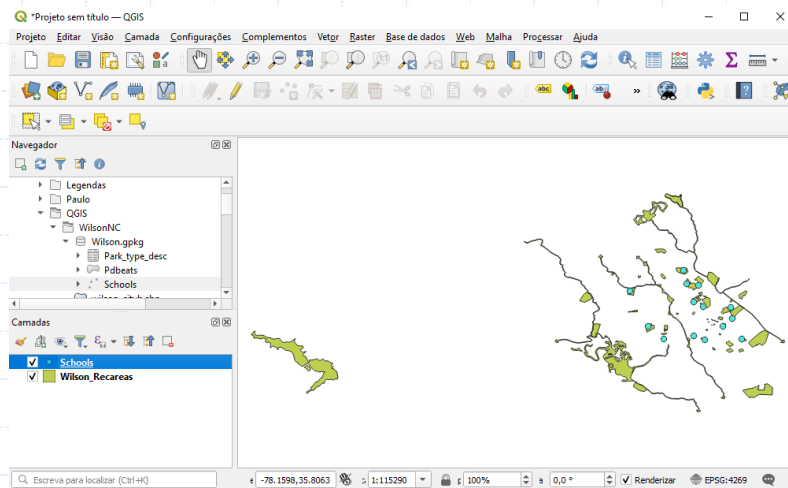 *Projeto sem título — QGIS
Projeto Editar Visão Camada Configurações Complementos Vetor Raster Base de dados Web Malha Processar Ajuda
abc abc » ?
Navegador
Legendas
Paulo
QGIS
WilsonNC
Wilson.gpkg
Park_type_desc
Pdbeats
Schools
Camadas
Schools
Wilson_Recareas
Escreva para localizar (Ctrl+K) -78.1598,35.8063 1:115290 100% 0,0 ° Renderizar EPSG:4269